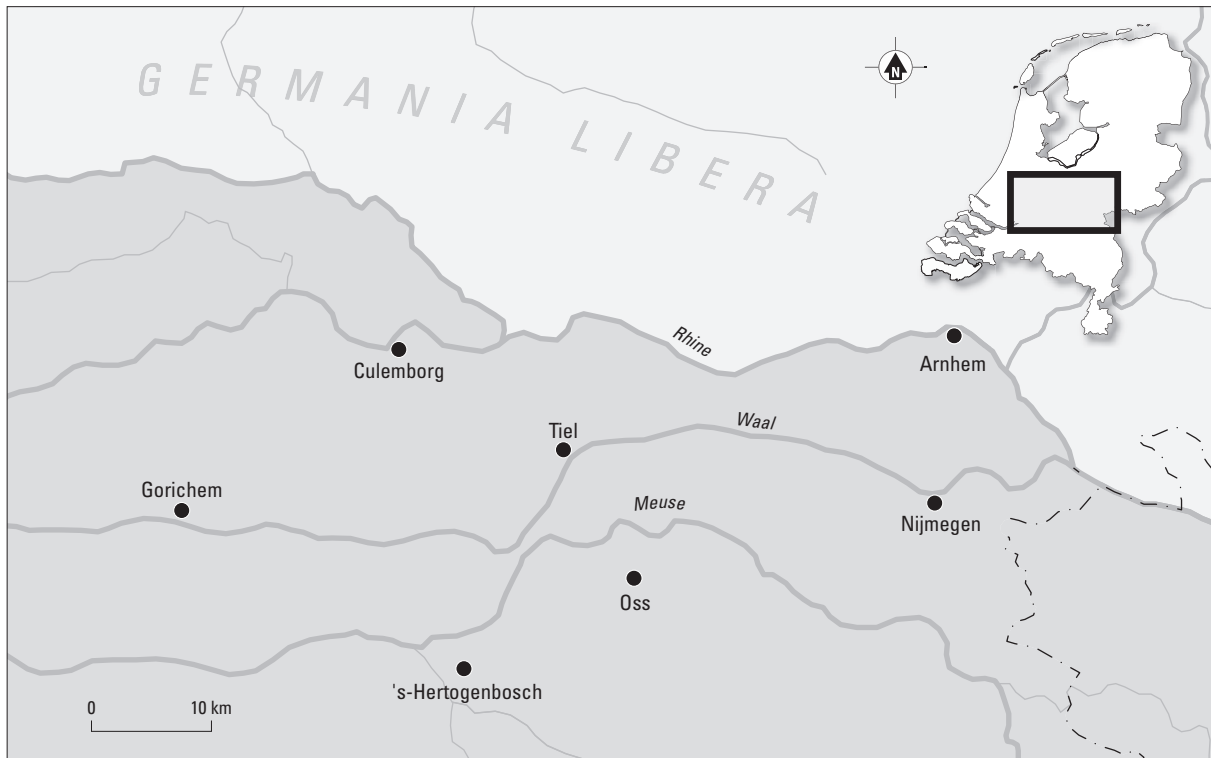 GERMANIA LIBERA
N
Rhine
Culemborg
Arnhem
Waal
Tiel
Gorichem
Meuse
Nijmegen
Oss
's-Hertogenbosch
0 10 km